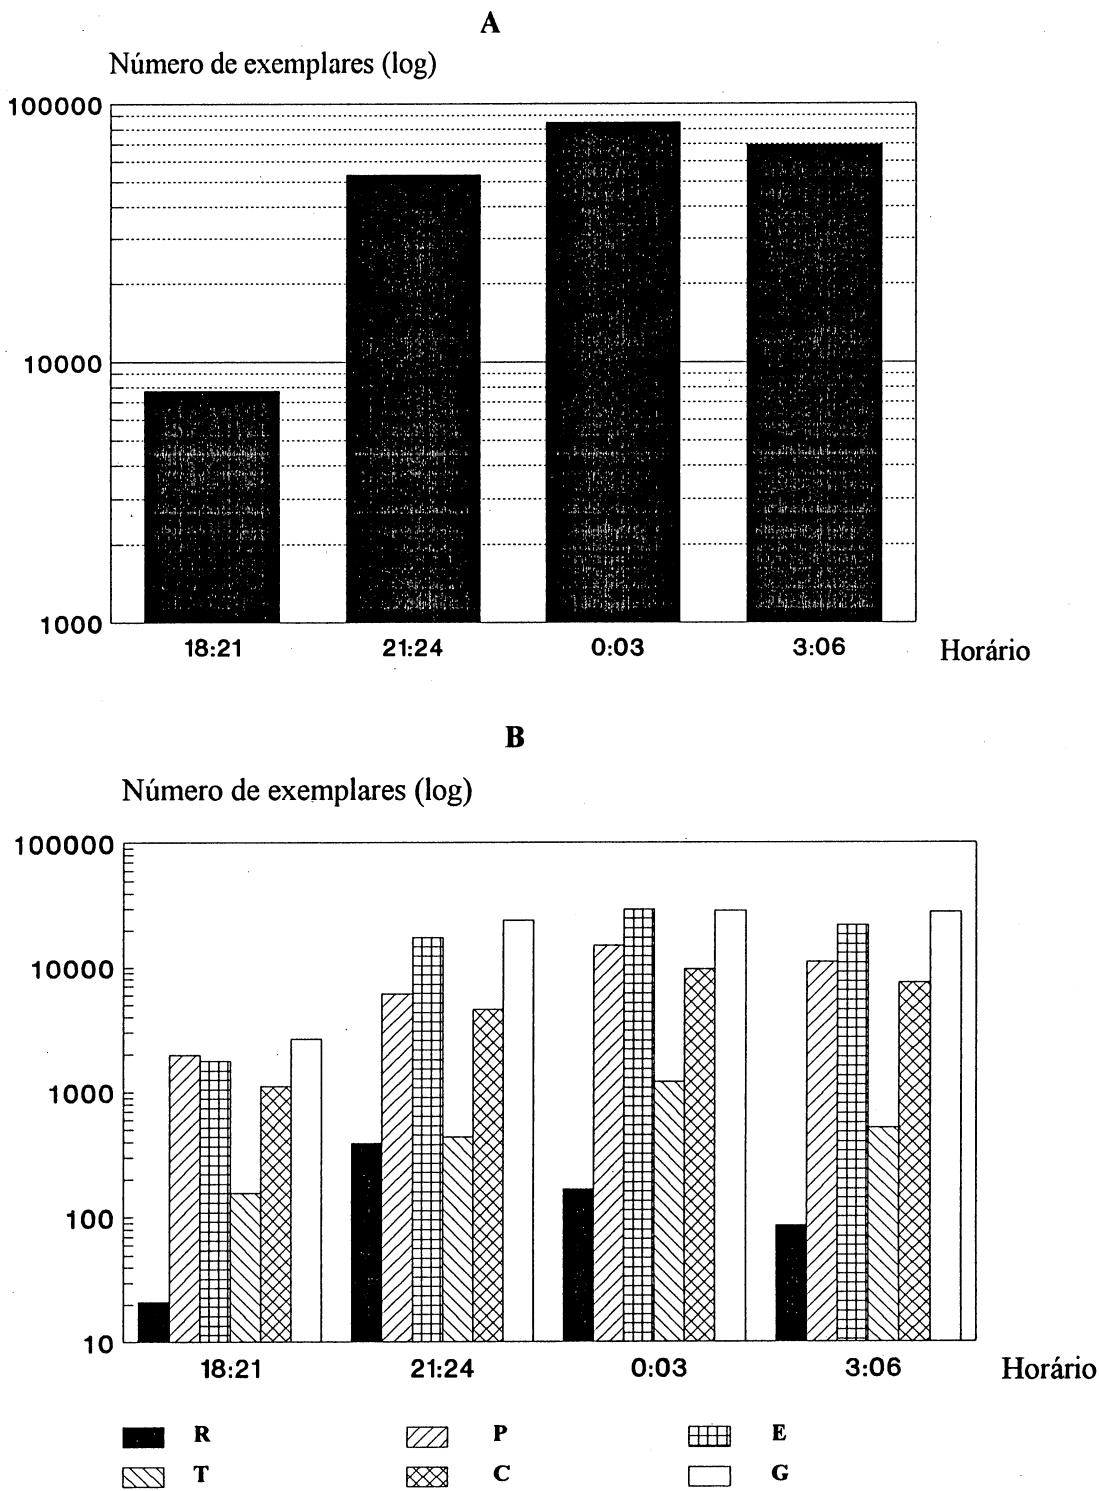 A
Número de exemplares (log)
100000
10000
1000
18:21 21:24 0:03 3:06 Horário
B
Número de exemplares (log)
100000
10000
1000
100
10
18:21 21:24 0:03 3:06 Horário
R P E
T C G